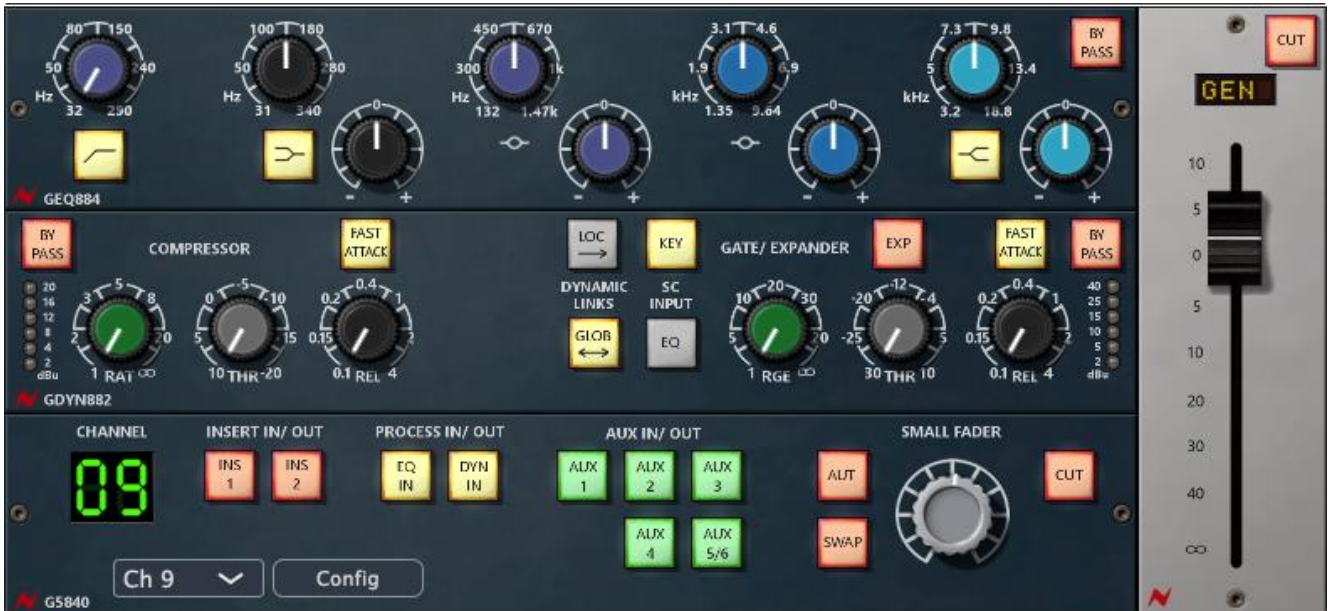 80 150 100 180 450 670 3.1 4.6 7.3 9.8 BY PASS CUT
50 240 50 280 300 1k 1.9 6.9 5 13.4 GEN
Hz Hz Hz kHz kHz
32 290 31 340 132 1.47k 1.35 9.64 3.2 18.8
0 0 0 0
- + - + - + - +
GEQ884
BY PASS COMPRESSOR FAST ATTACK LOC KEY GATE/ EXPANDER EXP FAST ATTACK BY PASS
DYNAMIC LINKS SC INPUT
GLOB EQ
20 16 12 8 4 2 dBu
1 2 3 5 8 20 ∞ RAT
10 5 0 -5 -10 -15 -20 THR
0.1 0.15 0.2 0.4 1 2 4 REL
1 5 10 20 30 40 ∞ RGE
30 -25 -20 -12 -4 5 10 THR
0.1 0.15 0.2 0.4 1 2 4 REL
40 25 15 10 5 2 dBu
GDYN882
CHANNEL INSERT IN/ OUT PROCESS IN/ OUT AUX IN/ OUT SMALL FADER
09 INS 1 INS 2 EQ IN DYN IN AUX 1 AUX 2 AUX 3 AUT CUT
AUX 4 AUX 5/6 SWAP
Ch 9 Config
G5840
10
5
0
5
10
20
30
40
∞